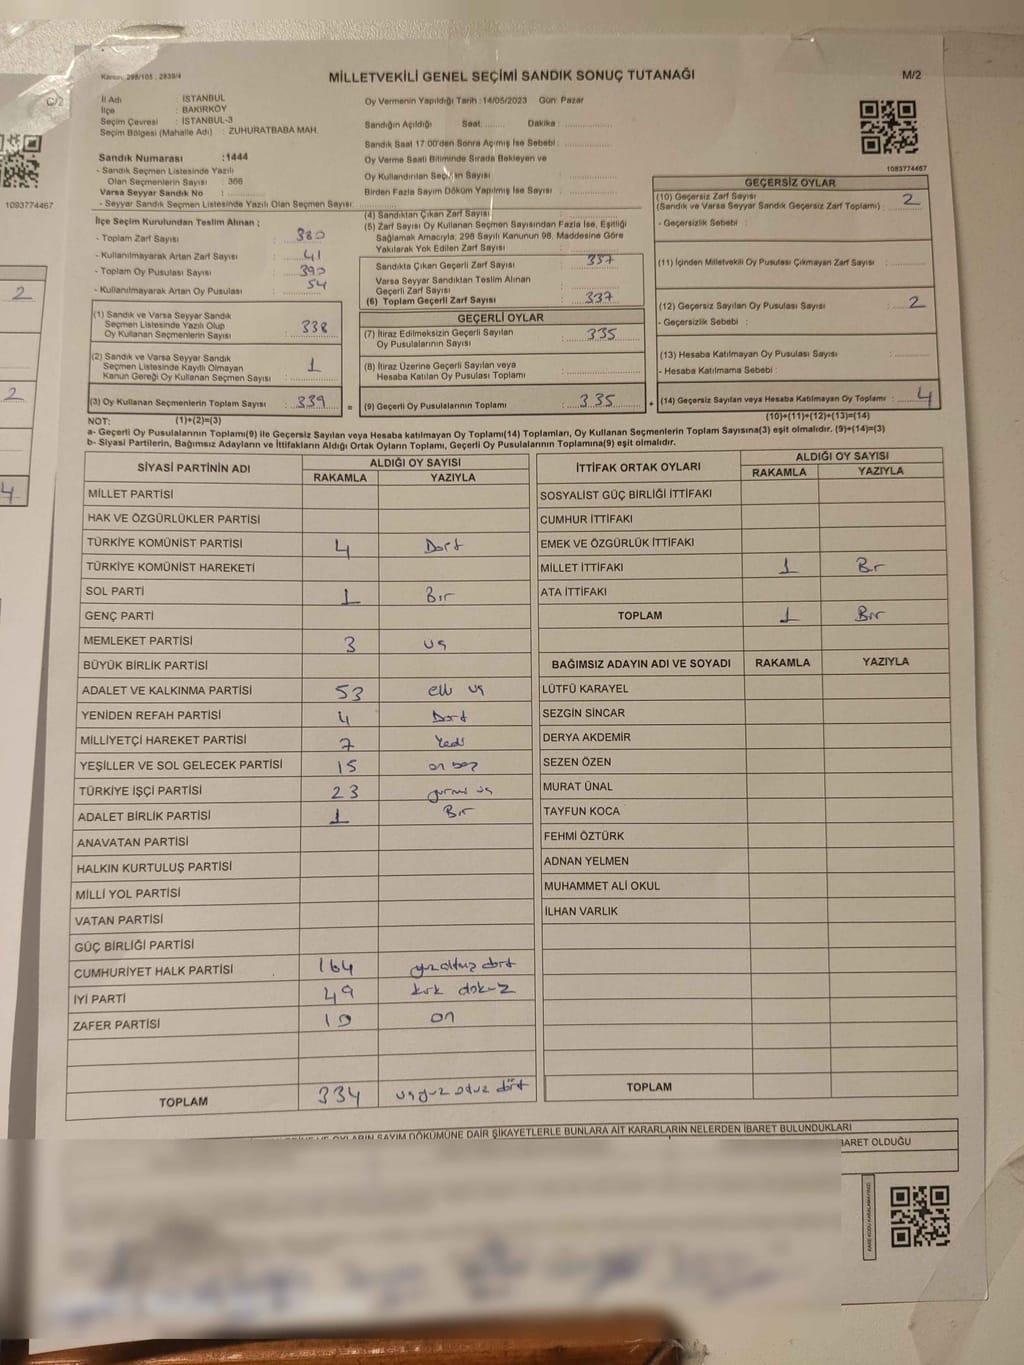 Kanun: 298/105 ; 2839/4
MİLLETVEKİLİ GENEL SEÇİMİ SANDIK SONUÇ TUTANAĞI
M/2
C/2
İl Adı : İSTANBUL
İlçe : BAKIRKÖY
Seçim Çevresi : İSTANBUL-3
Seçim Bölgesi (Mahalle Adı) : ZUHURATBABA MAH.
Sandık Numarası :1444
- Sandık Seçmen Listesinde Yazılı
Olan Seçmenlerin Sayısı : 366
Varsa Seyyar Sandık No :
- Seyyar Sandık Seçmen Listesinde Yazılı Olan Seçmen Sayısı:
Oy Vermenin Yapıldığı Tarih : 14/05/2023 Gün: Pazar
Sandığın Açıldığı Saat: Dakika :
Sandık Saat 17.00'den Sonra Açımış İse Sebebi :
Oy Verme Saati Bitiminde Sırada Bekleyen ve
Oy Kullandırılan Seçmen Sayısı :
Birden Fazla Sayım Döküm Yapılmış İse Sayısı :
1093774467
1093774467
İlçe Seçim Kurulundan Teslim Alınan ;
- Toplam Zarf Sayısı : 380
- Kullanılmayarak Artan Zarf Sayısı : 41
- Toplam Oy Pusulası Sayısı : 390
- Kullanılmayarak Artan Oy Pusulası : 54
(1) Sandık ve Varsa Seyyar Sandık
Seçmen Listesinde Yazılı Olup
Oy Kullanan Seçmenlerin Sayısı : 338
(2) Sandık ve Varsa Seyyar Sandık
Seçmen Listesinde Kayıtlı Olmayan
Kanun Gereği Oy Kullanan Seçmen Sayısı : 1
(3) Oy Kullanan Seçmenlerin Toplam Sayısı : 339 =
(4) Sandıktan Çıkan Zarf Sayısı :
(5) Zarf Sayısı Oy Kullanan Seçmen Sayısından Fazla İse, Eşitliği
Sağlamak Amacıyla; 298 Sayılı Kanunun 98. Maddesine Göre
Yakılarak Yok Edilen Zarf Sayısı :
Sandıkta Çıkan Geçerli Zarf Sayısı : 337
Varsa Seyyar Sandıktan Teslim Alınan
Geçerli Zarf Sayısı :
(6) Toplam Geçerli Zarf Sayısı : 337
GEÇERLİ OYLAR
(7) İtiraz Edilmeksizin Geçerli Sayılan
Oy Pusulalarının Sayısı : 335
(8) İtiraz Üzerine Geçerli Sayılan veya
Hesaba Katılan Oy Pusulası Toplamı :
(9) Geçerli Oy Pusulalarının Toplamı : 335 +
GEÇERSİZ OYLAR
(10) Geçersiz Zarf Sayısı
(Sandık ve Varsa Seyyar Sandık Geçersiz Zarf Toplamı) : 2
- Geçersizlik Sebebi :
(11) İçinden Milletvekili Oy Pusulası Çıkmayan Zarf Sayısı :
(12) Geçersiz Sayılan Oy Pusulası Sayısı : 2
- Geçersizlik Sebebi :
(13) Hesaba Katılmayan Oy Pusulası Sayısı :
- Hesaba Katılmama Sebebi :
(14) Geçersiz Sayılan veya Hesaba Katılmayan Oy Toplamı : 4
NOT: (1)+(2)=(3)
(10)+(11)+(12)+(13)=(14)
a- Geçerli Oy Pusulalarının Toplamı(9) ile Geçersiz Sayılan veya Hesaba katılmayan Oy Toplamı(14) Toplamları, Oy Kullanan Seçmenlerin Toplam Sayısına(3) eşit olmalıdır. (9)+(14)=(3)
b- Siyasi Partilerin, Bağımsız Adayların ve İttifakların Aldığı Ortak Oyların Toplamı, Geçerli Oy Pusulalarının Toplamına(9) eşit olmalıdır.
SİYASİ PARTİNİN ADI
ALDIĞI OY SAYISI
RAKAMLA YAZIYLA
MİLLET PARTİSİ
HAK VE ÖZGÜRLÜKLER PARTİSİ
TÜRKİYE KOMÜNİST PARTİSİ 4 Dort
TÜRKİYE KOMÜNİST HAREKETİ
SOL PARTİ 1 Bır
GENÇ PARTİ
MEMLEKET PARTİSİ 3 us
BÜYÜK BİRLİK PARTİSİ
ADALET VE KALKINMA PARTİSİ 53 ellı us
YENİDEN REFAH PARTİSİ 4 Dort
MİLLİYETÇİ HAREKET PARTİSİ 7 Yedi
YEŞİLLER VE SOL GELECEK PARTİSİ 15 on beş
TÜRKİYE İŞÇİ PARTİSİ 23 yırmı us
ADALET BİRLİK PARTİSİ 1 Bır
ANAVATAN PARTİSİ
HALKIN KURTULUŞ PARTİSİ
MİLLİ YOL PARTİSİ
VATAN PARTİSİ
GÜÇ BİRLİĞİ PARTİSİ
CUMHURİYET HALK PARTİSİ 164 yuzaltmış dort
İYİ PARTİ 49 kırk dokuz
ZAFER PARTİSİ 10 on
TOPLAM 334 usyuz otuz dört
İTTİFAK ORTAK OYLARI
ALDIĞI OY SAYISI
RAKAMLA YAZIYLA
SOSYALİST GÜÇ BİRLİĞİ İTTİFAKI
CUMHUR İTTİFAKI
EMEK VE ÖZGÜRLÜK İTTİFAKI
MİLLET İTTİFAKI 1 Bır
ATA İTTİFAKI
TOPLAM 1 Bır
BAĞIMSIZ ADAYIN ADI VE SOYADI RAKAMLA YAZIYLA
LÜTFÜ KARAYEL
SEZGİN SİNCAR
DERYA AKDEMİR
SEZEN ÖZEN
MURAT ÜNAL
TAYFUN KOCA
FEHMİ ÖZTÜRK
ADNAN YELMEN
MUHAMMET ALİ OKUL
İLHAN VARLIK
TOPLAM
OYLARIN SAYIM DÖKÜMÜNE DAİR ŞİKAYETLERLE BUNLARA AİT KARARLARIN NELERDEN İBARET BULUNDUKLARI
İBARET OLDUĞU
2
2
4